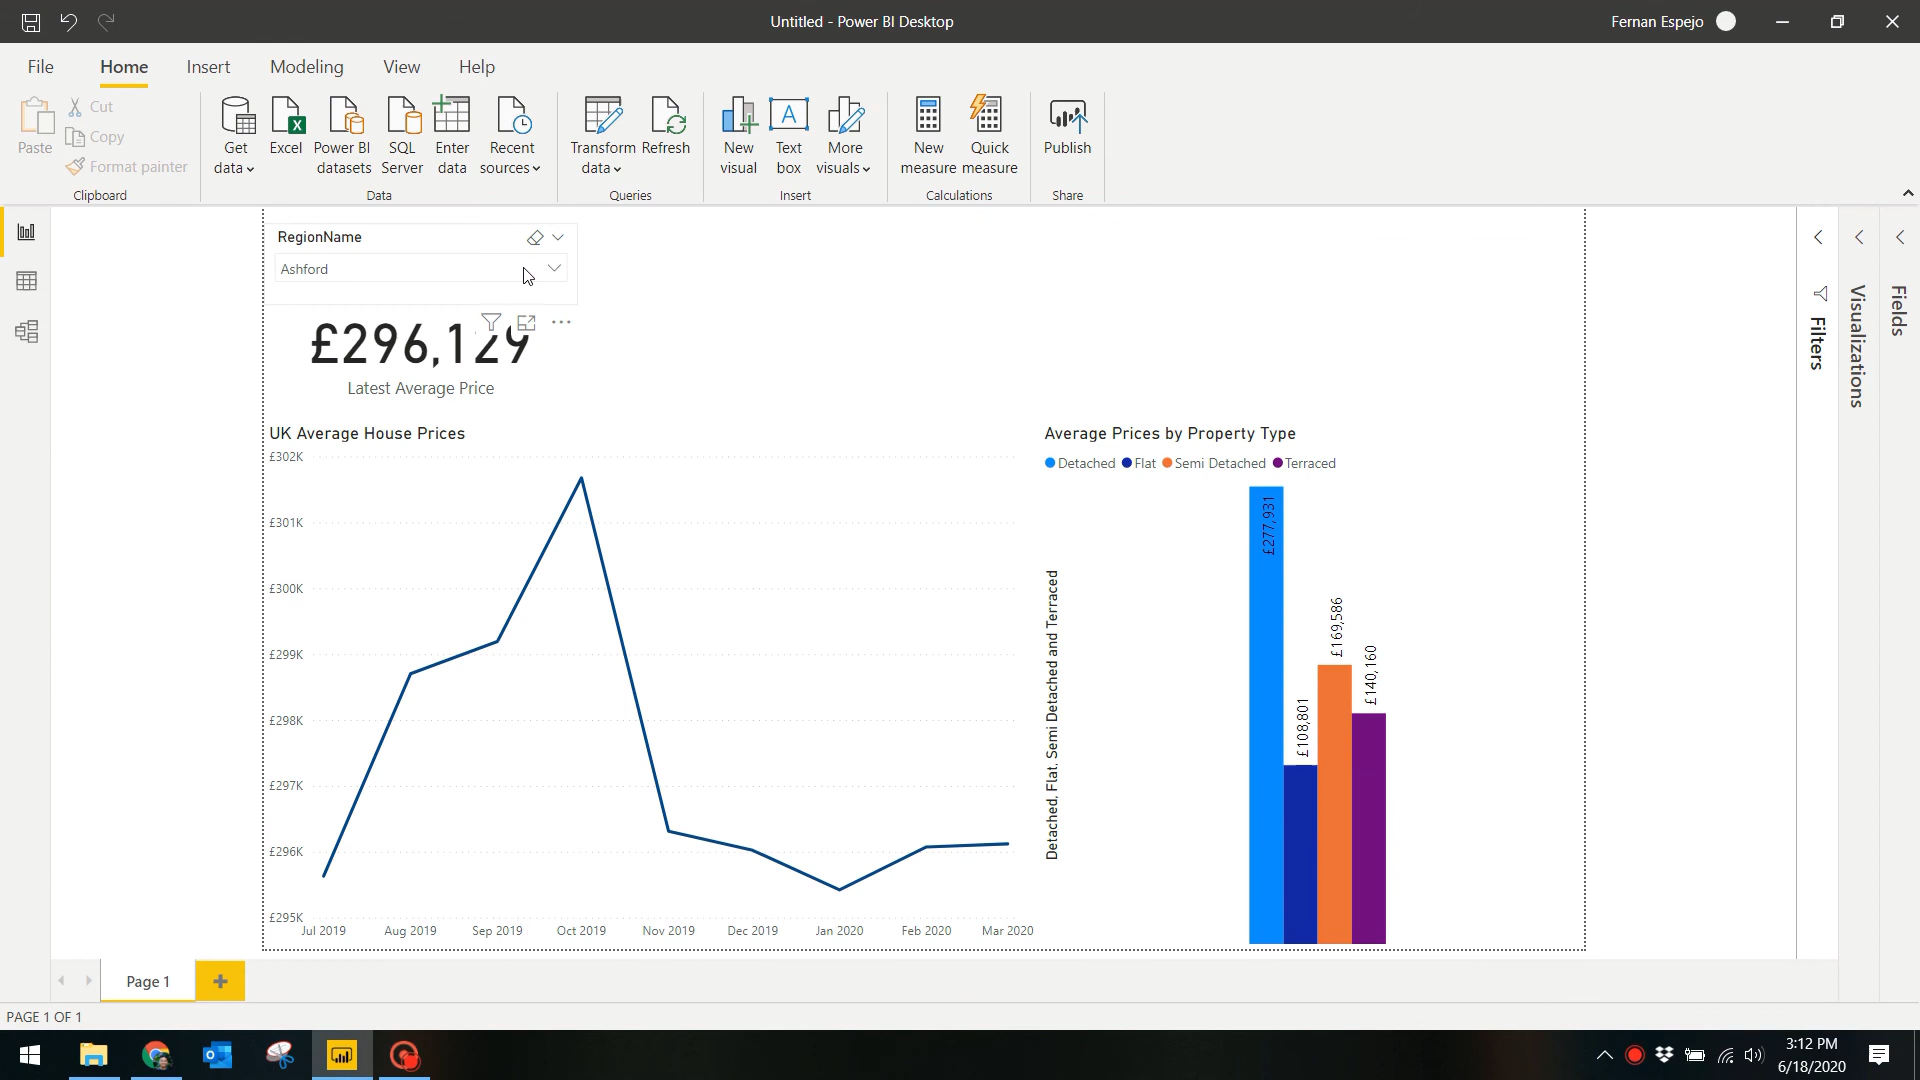 Untitled - Power BI Desktop
Fernan Espejo
File
Home
Insert
Modeling
View
Help
Paste
Cut
Copy
Format painter
Clipboard
Get data
Excel
Power BI datasets
SQL Server
Enter data
Recent sources
Data
Transform data
Refresh
Queries
New visual
Text box
More visuals
Insert
New measure
Quick measure
Calculations
Publish
Share
RegionName
Ashford
£296,129
Latest Average Price
UK Average House Prices
£302K
£301K
£300K
£299K
£298K
£297K
£296K
£295K
Jul 2019
Aug 2019
Sep 2019
Oct 2019
Nov 2019
Dec 2019
Jan 2020
Feb 2020
Mar 2020
Average Prices by Property Type
Detached Flat Semi Detached Terraced
Detached, Flat, Semi Detached and Terraced
£277,931
£108,801
£169,586
£140,160
Filters
Visualizations
Fields
Page 1
PAGE 1 OF 1
3:12 PM
6/18/2020